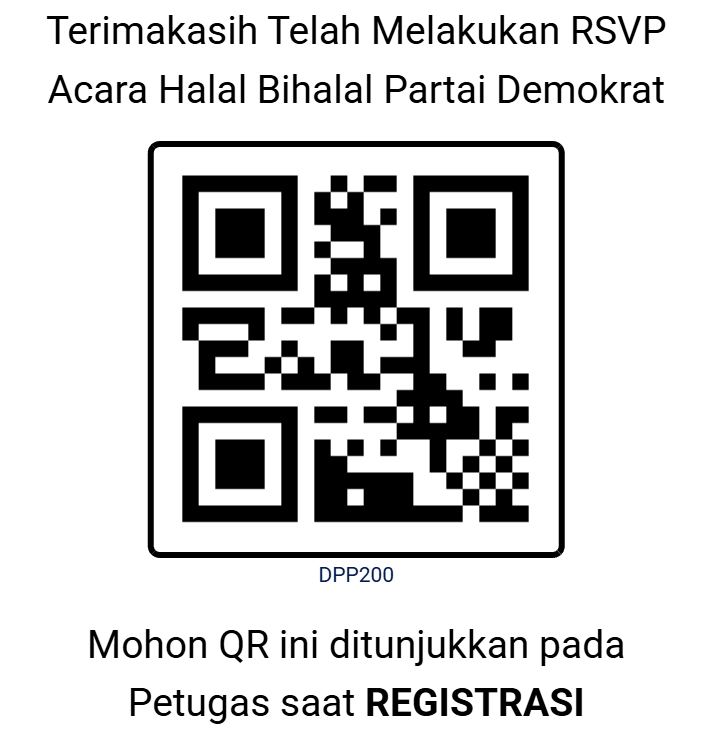 Terimakasih Telah Melakukan RSVP
Acara Halal Bihalal Partai Demokrat
DPP200
Mohon QR ini ditunjukkan pada
Petugas saat REGISTRASI